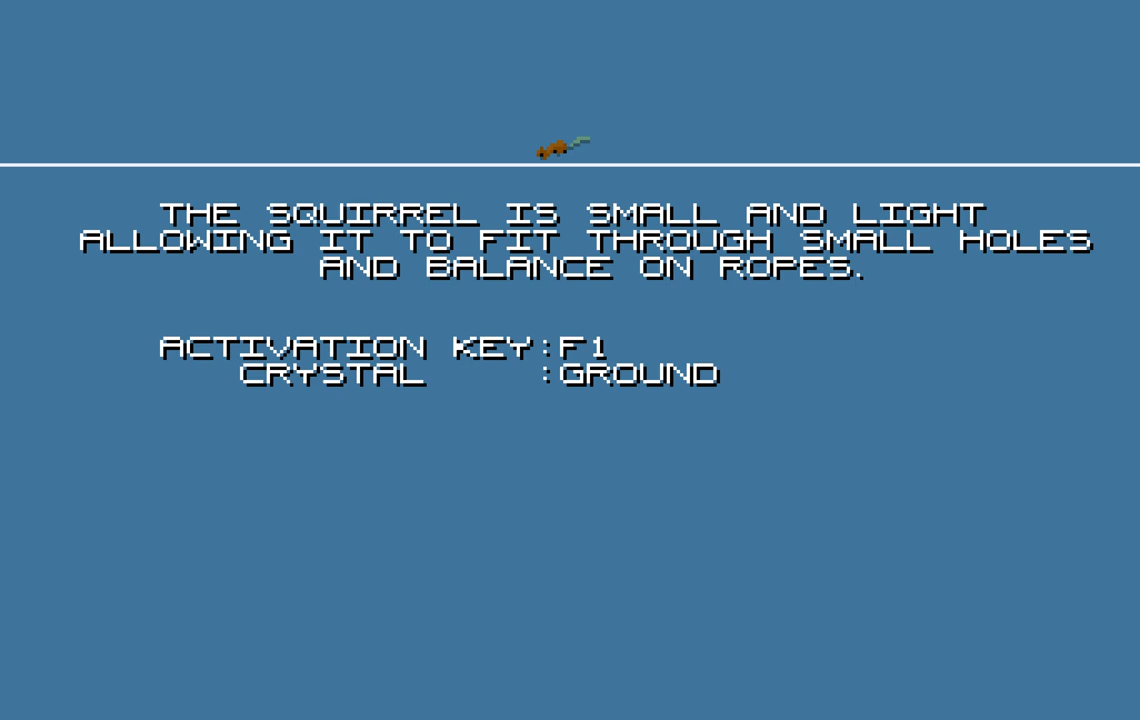 THE SQUIRREL IS SMALL AND LIGHT
ALLOWING IT TO FIT THROUGH SMALL HOLES
AND BALANCE ON ROPES.
ACTIVATION KEY:F1
CRYSTAL :GROUND